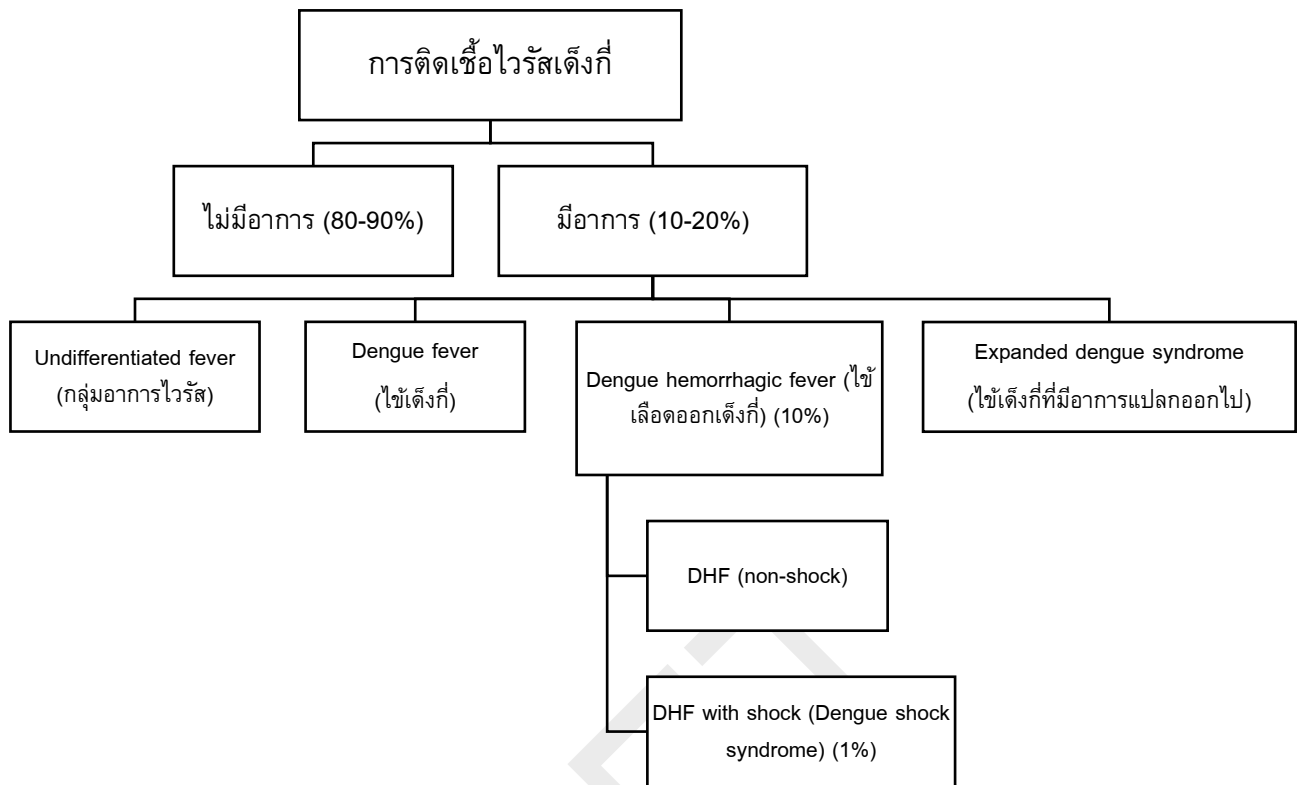 การติดเชื้อไวรัสเด็งกี่
ไม่มีอาการ (80-90%)
มีอาการ (10-20%)
Undifferentiated fever
(กลุ่มอาการไวรัส)
Dengue fever
(ไข้เด็งกี่)
Dengue hemorrhagic fever (ไข้
เลือดออกเด็งกี่) (10%)
Expanded dengue syndrome
(ไข้เด็งกี่ที่มีอาการแปลกออกไป)
DHF (non-shock)
DHF with shock (Dengue shock
syndrome) (1%)